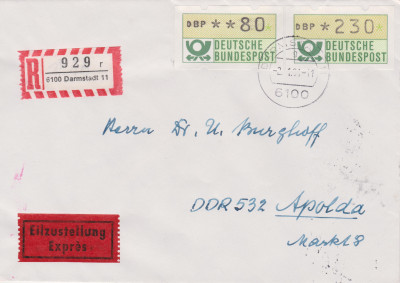 DBP **80
DEUTSCHE
BUNDESPOST
DBP *230
DEUTSCHE
BUNDESPOST
R
929 r
6100 Darmstadt 11
6100
Herrn Dr. U. Burghoff
DDR 532 Apolda
Markt 8
Eilzustellung
Exprès